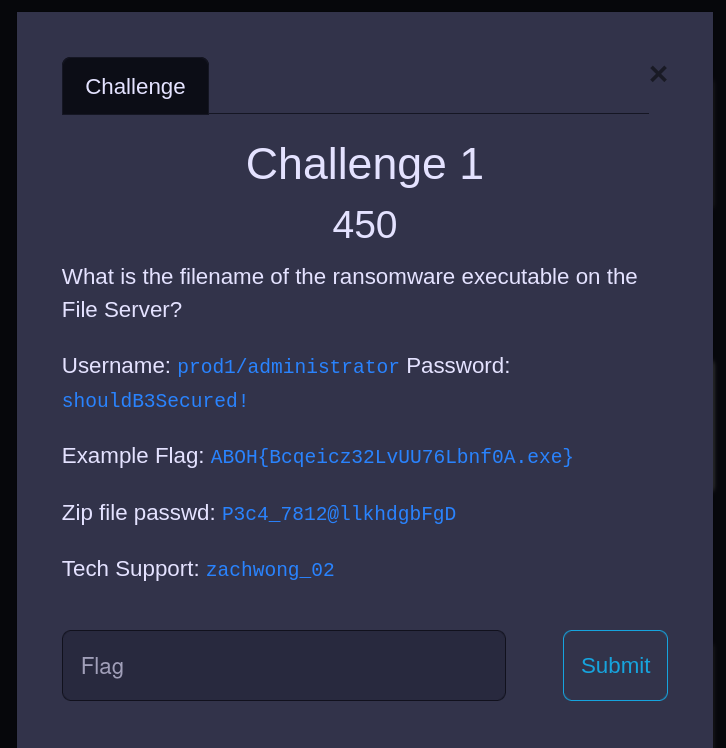 Challenge
×
Challenge 1
450
What is the filename of the ransomware executable on the
File Server?
Username: prod1/administrator Password:
shouldB3Secured!
Example Flag: ABOH{Bcqeicz32LvUU76Lbnf0A.exe}
Zip file passwd: P3c4_7812@llkhdgbFgD
Tech Support: zachwong_02
Flag
Submit